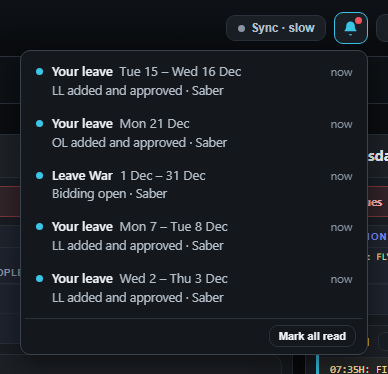 Sync · slow
Your leave Tue 15 – Wed 16 Dec now
LL added and approved · Saber
Your leave Mon 21 Dec now
OL added and approved · Saber
Leave War 1 Dec – 31 Dec now
Bidding open · Saber
Your leave Mon 7 – Tue 8 Dec now
LL added and approved · Saber
Your leave Wed 2 – Thu 3 Dec now
LL added and approved · Saber
Mark all read
07:35H: